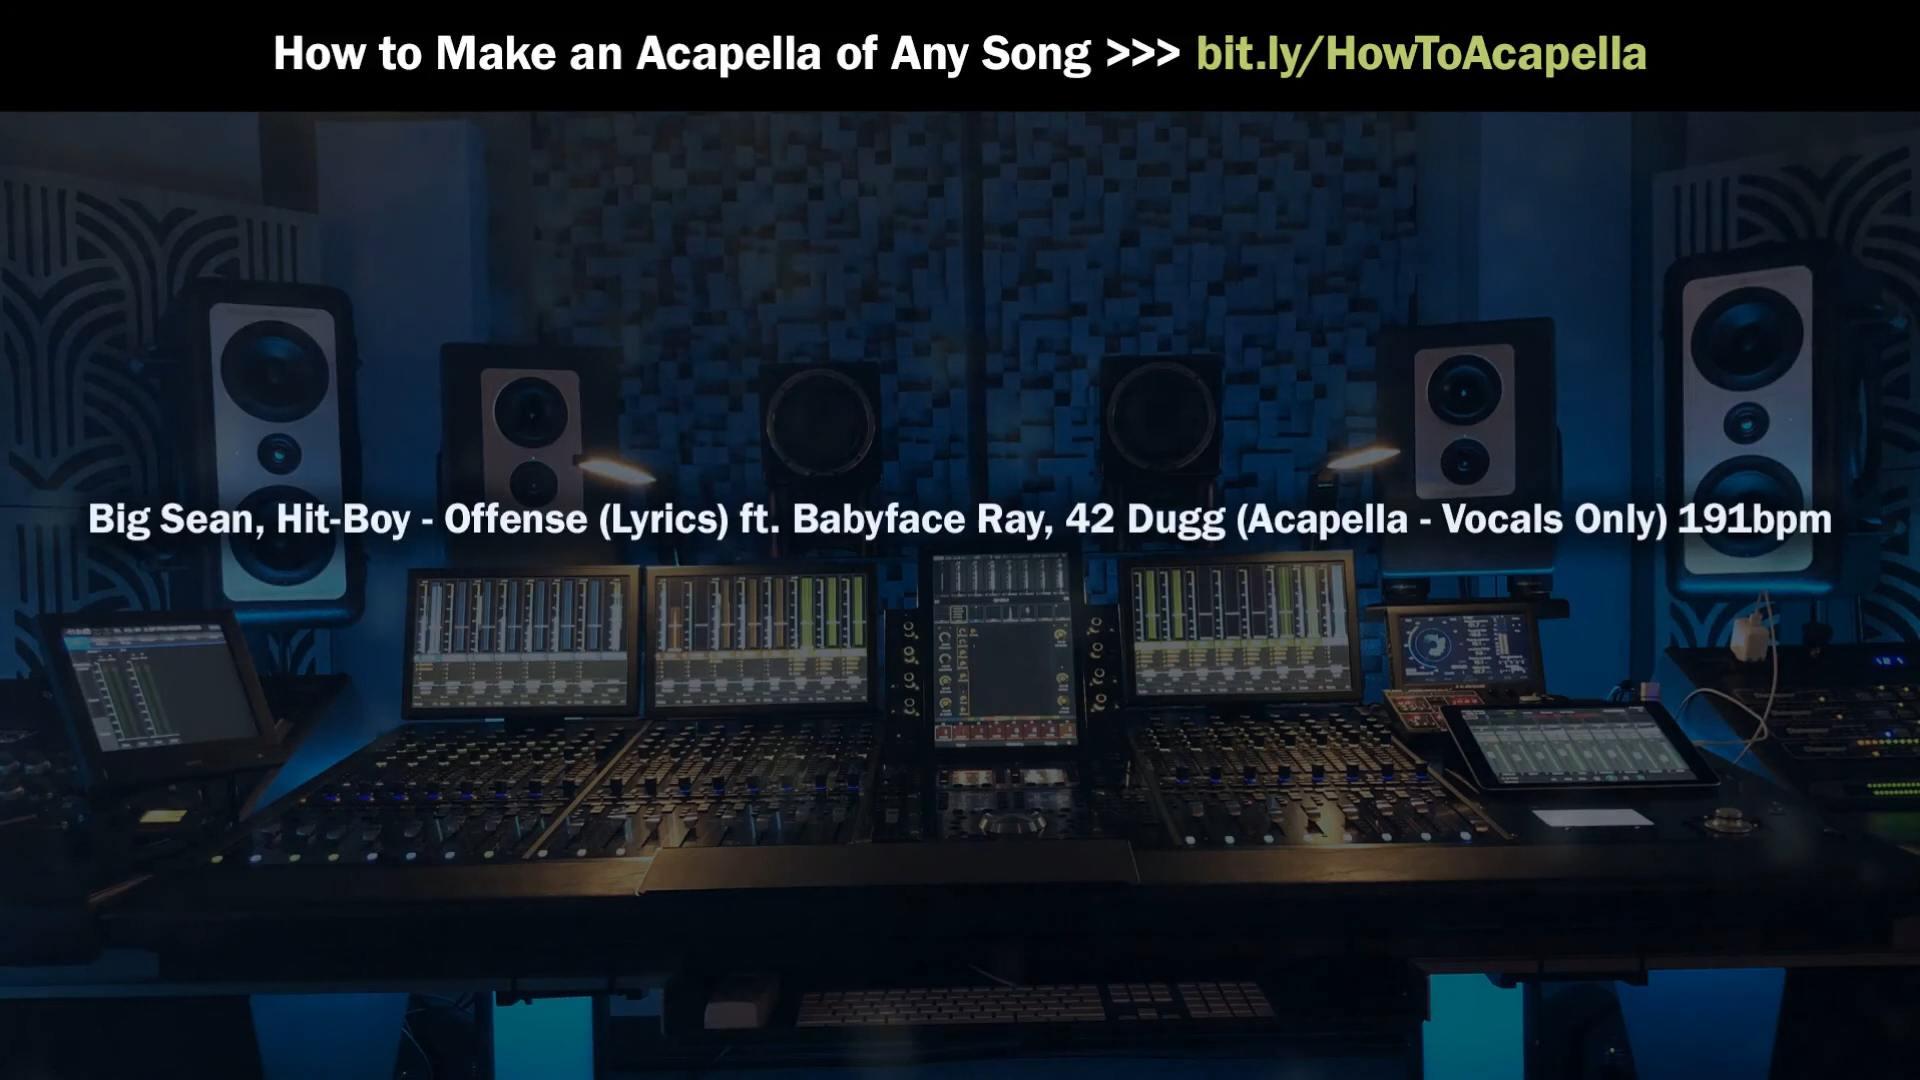 How to Make an Acapella of Any Song >>> bit.ly/HowToAcapella
Big Sean, Hit-Boy - Offense (Lyrics) ft. Babyface Ray, 42 Dugg (Acapella - Vocals Only) 191bpm